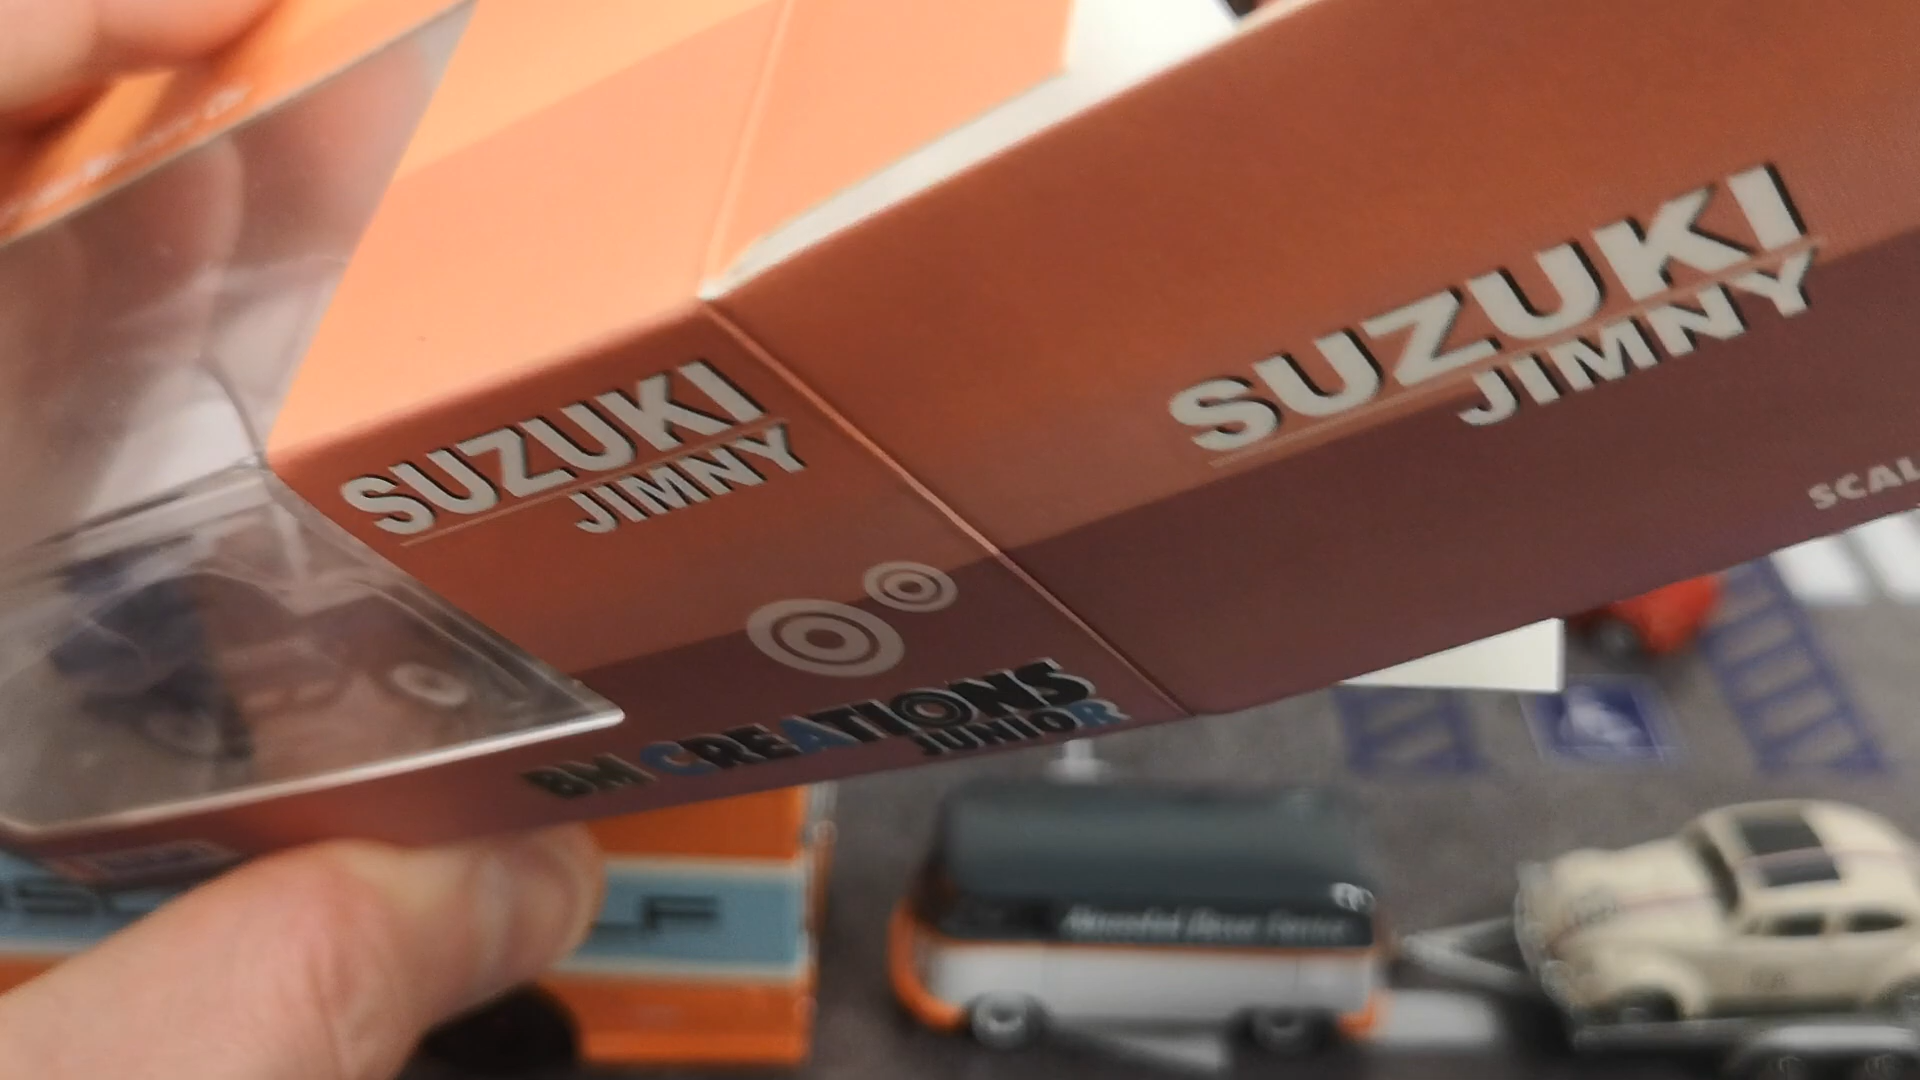 SUZUKI
JIMNY
SUZUKI
JIMNY
SCAL
BM CREATIONS
JUNIOR